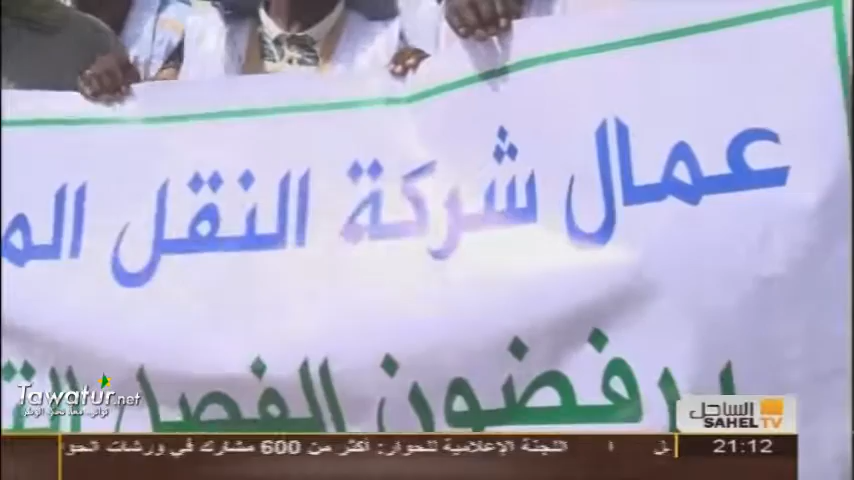 عمال شركة النقل
يرفضون الفصل
Tawatur.net
الساحل
SAHEL TV
21:12
اللجنة الإعلامية للحوار: أكثر من 600 مشارك في ورشات